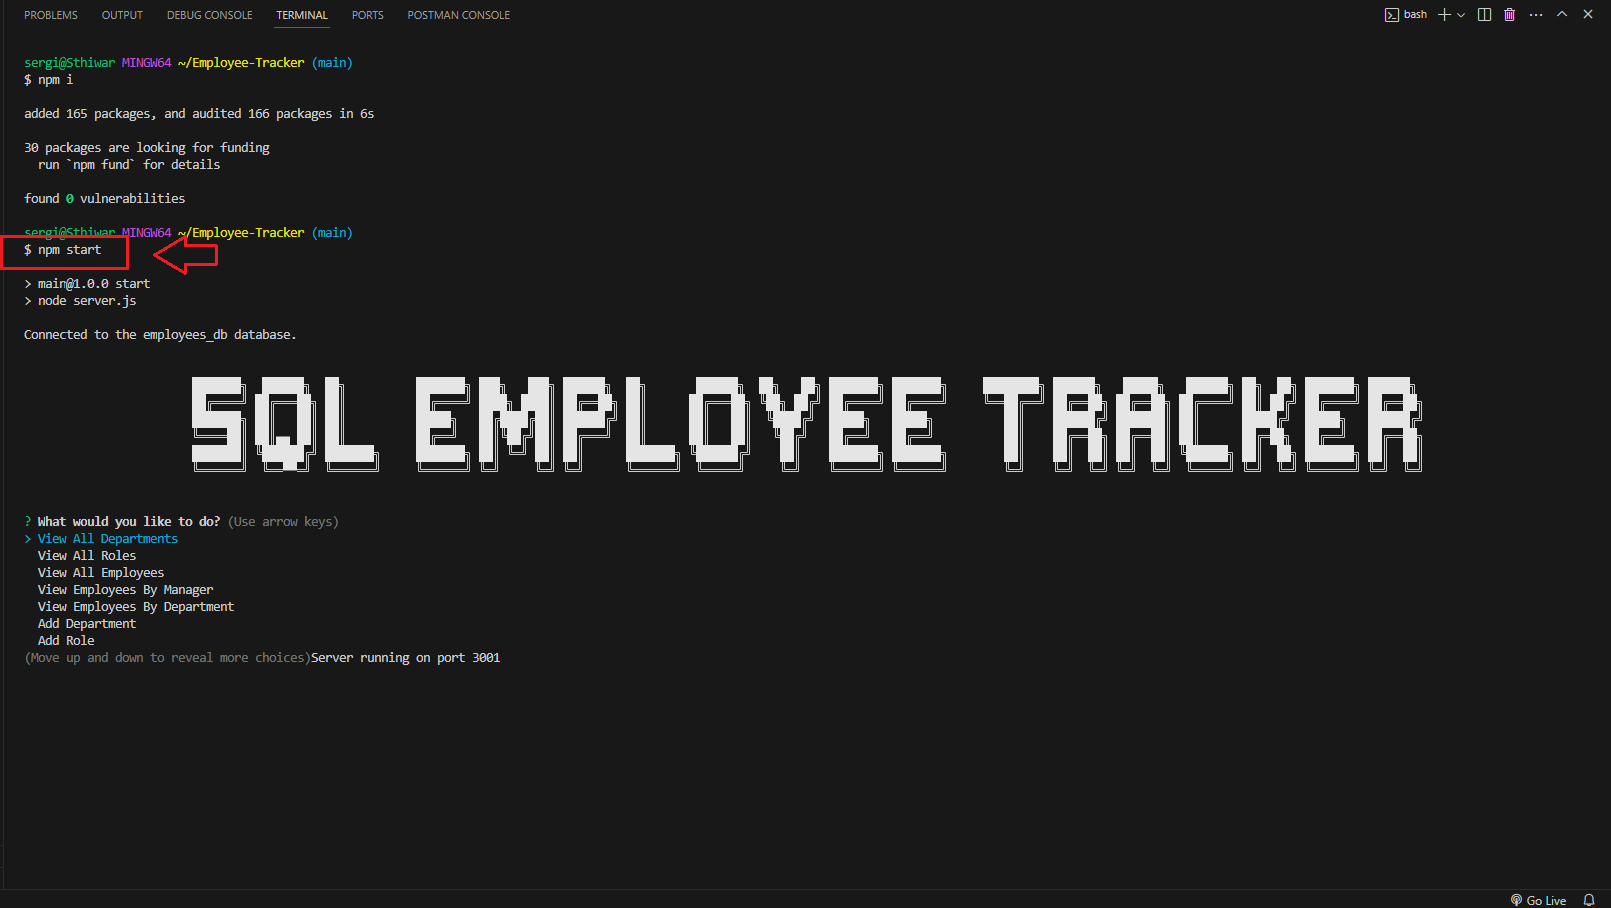 PROBLEMS OUTPUT DEBUG CONSOLE TERMINAL PORTS POSTMAN CONSOLE bash
sergi@Sthiwar MINGW64 ~/Employee-Tracker (main)
$ npm i
added 165 packages, and audited 166 packages in 6s
30 packages are looking for funding
run `npm fund` for details
found 0 vulnerabilities
sergi@Sthiwar MINGW64 ~/Employee-Tracker (main)
$ npm start
> main@1.0.0 start
> node server.js
Connected to the employees_db database.
SQL EMPLOYEE TRACKER
? What would you like to do? (Use arrow keys)
> View All Departments
View All Roles
View All Employees
View Employees By Manager
View Employees By Department
Add Department
Add Role
(Move up and down to reveal more choices)Server running on port 3001
Go Live